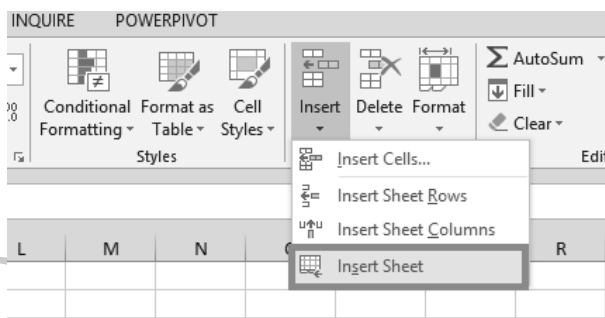 INQUIRE POWERPIVOT
Conditional Formatting
Format as Table
Cell Styles
Insert
Delete
Format
Σ AutoSum
Fill
Clear
Styles
Insert Cells...
Insert Sheet Rows
Insert Sheet Columns
Insert Sheet
L M N R